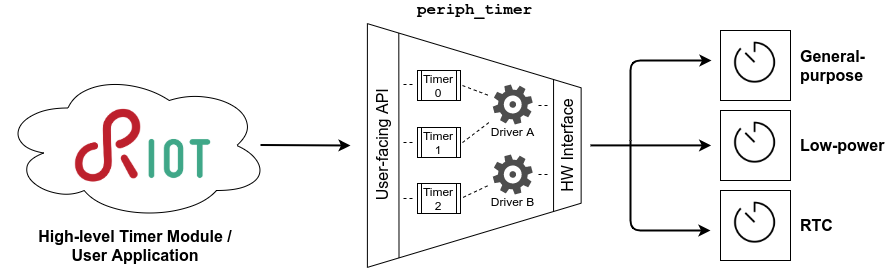 periph_timer
RIOT
High-level Timer Module /
User Application
User-facing API
Timer
0
Timer
1
Timer
2
Driver A
Driver B
HW Interface
General-
purpose
Low-power
RTC